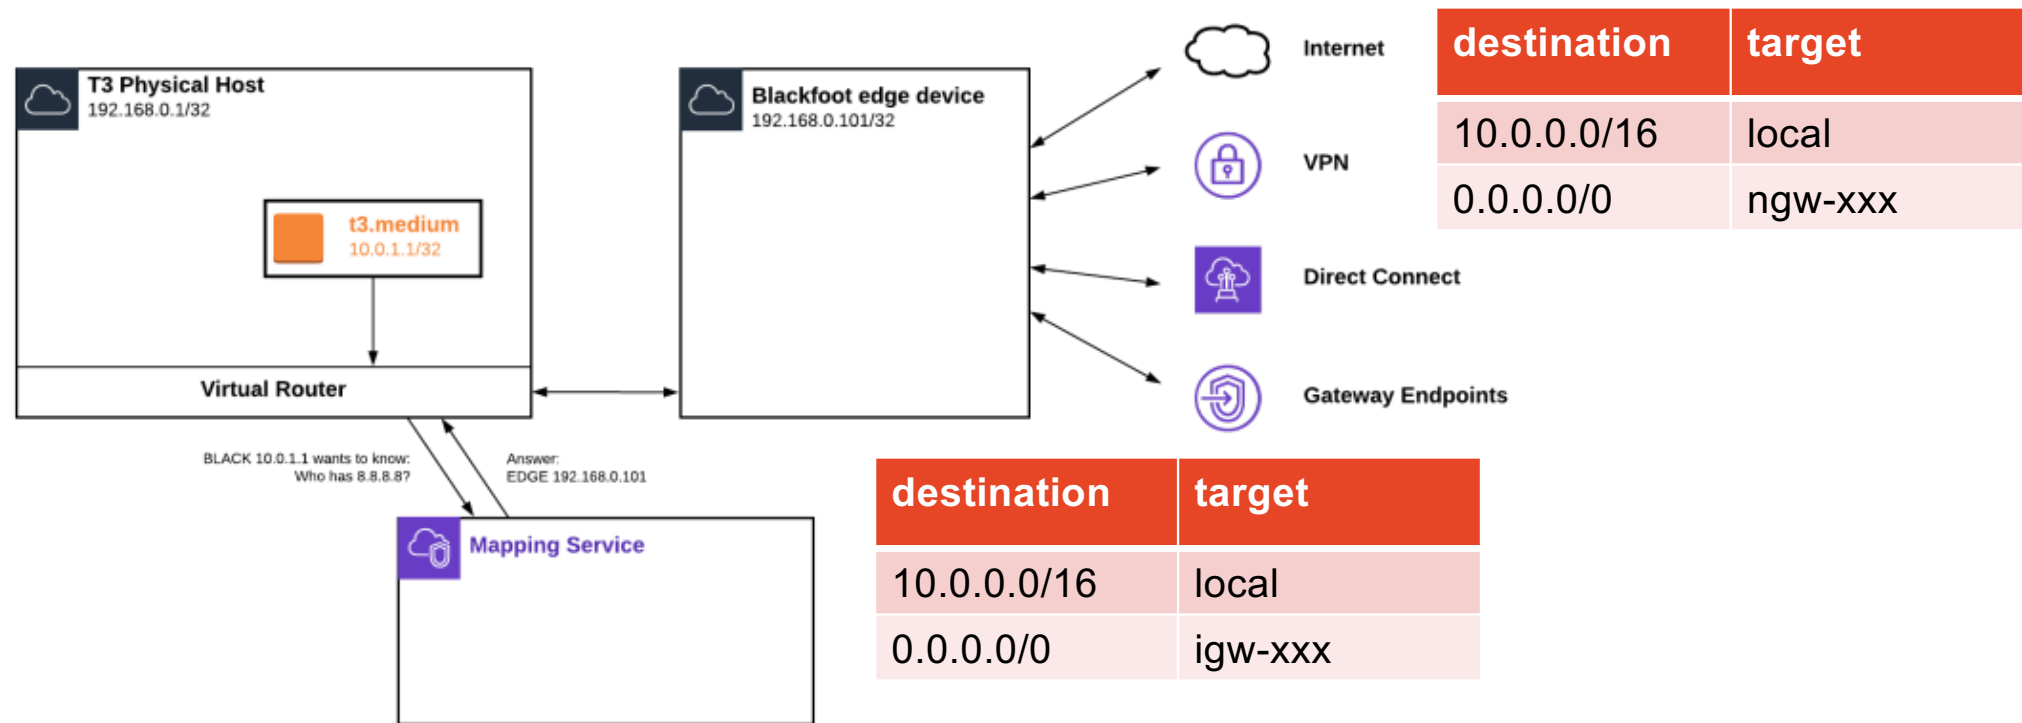 T3 Physical Host
192.168.0.1/32
t3.medium
10.0.1.1/32
Virtual Router
Blackfoot edge device
192.168.0.101/32
Internet
VPN
Direct Connect
Gateway Endpoints
destination target
10.0.0.0/16 local
0.0.0.0/0 ngw-xxx
BLACK 10.0.1.1 wants to know:
Who has 8.8.8.8?
Answer:
EDGE 192.168.0.101
Mapping Service
destination target
10.0.0.0/16 local
0.0.0.0/0 igw-xxx